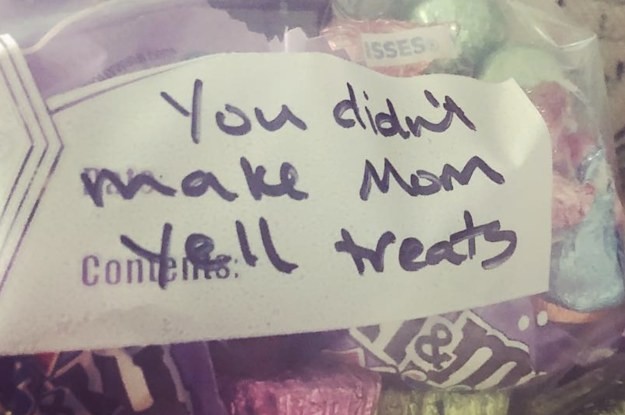 ISSES
You didn't
make Mom
Yell treats
Contents:
m&m